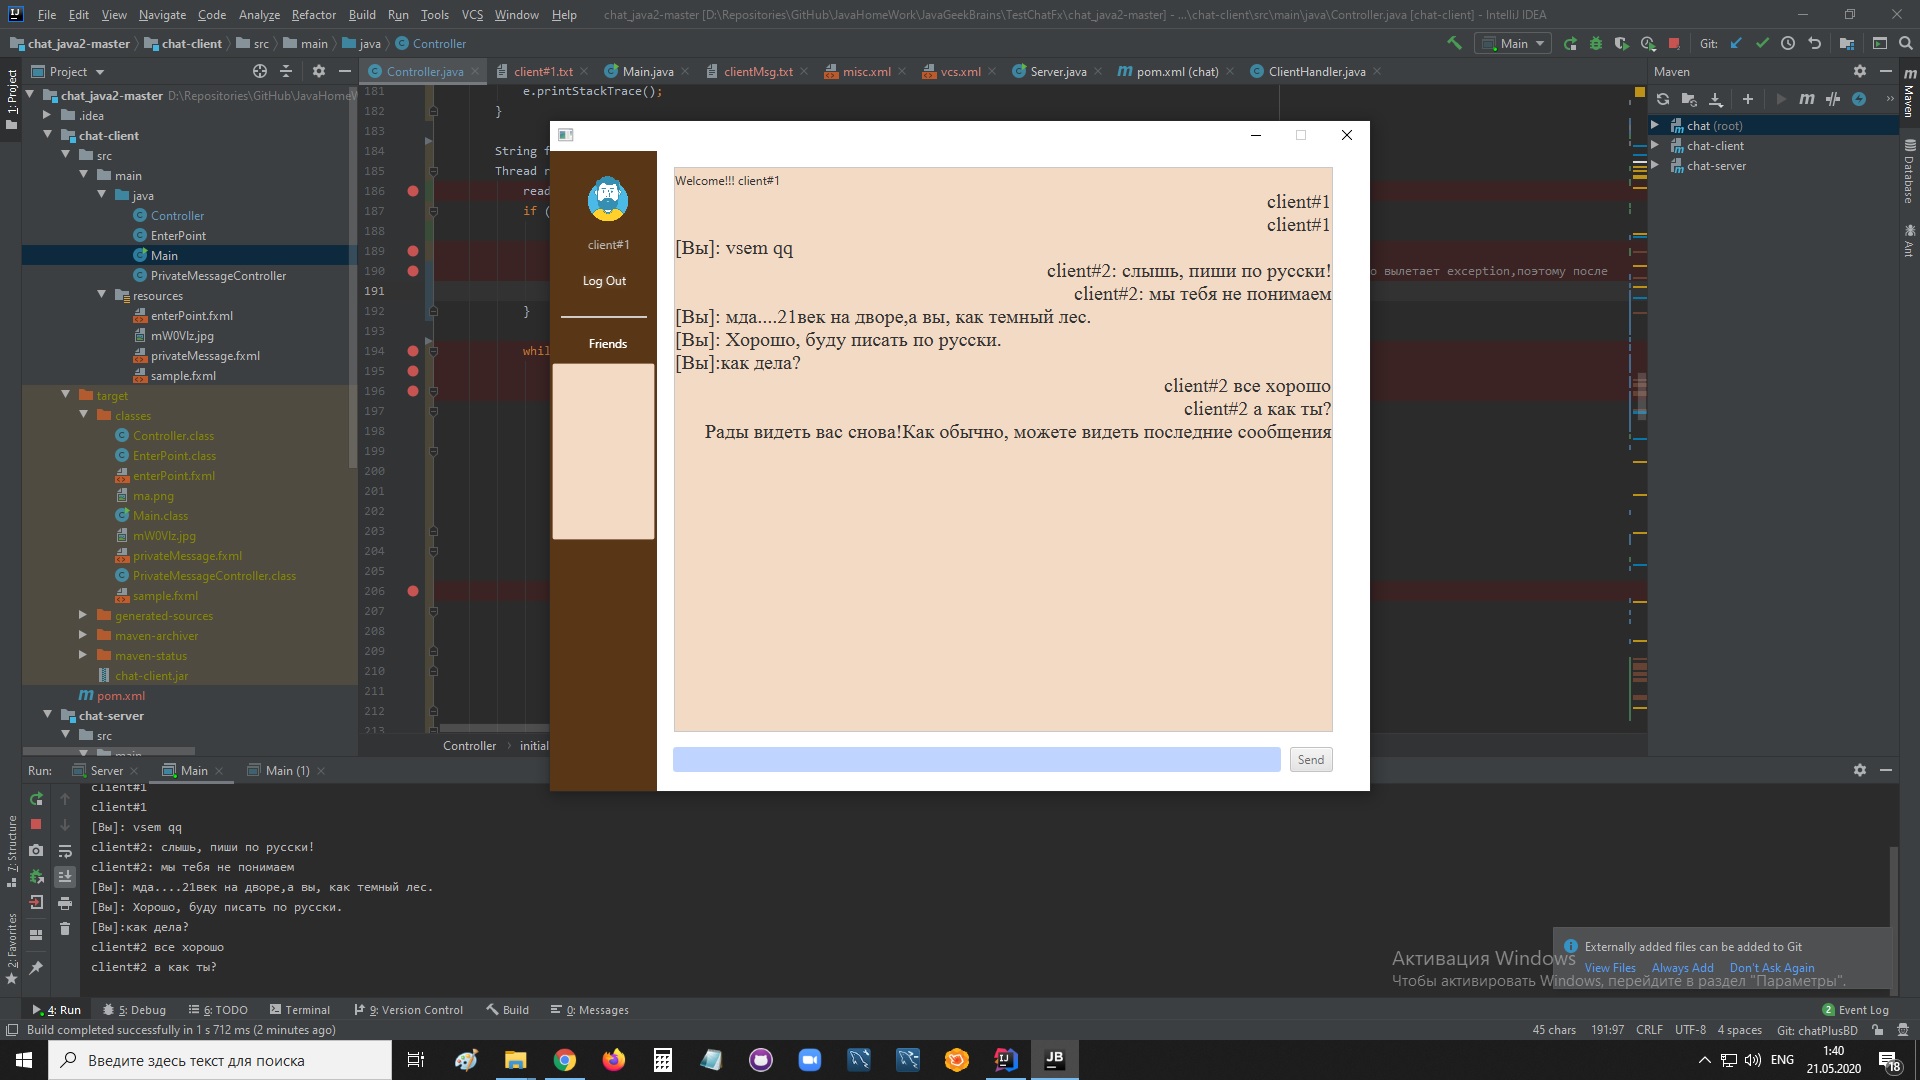 File Edit View Navigate Code Analyze Refactor Build Run Tools VCS Window Help chat_java2-master [D:\Repositories\GitHub\JavaHomeWork\JavaGeekBrains\TestChatFx\chat_java2-master] - ...\chat-client\src\main\java\Controller.java [chat-client] - IntelliJ IDEA
chat_java2-master chat-client src main java Controller Main Git:
Project
Controller.java client#1.txt Main.java clientMsg.txt misc.xml vcs.xml Server.java pom.xml (chat) ClientHandler.java
Maven
1: Project
chat_java2-master D:\Repositories\GitHub\JavaHomeW
.idea
chat-client
src
main
java
Controller
EnterPoint
Main
PrivateMessageController
resources
enterPoint.fxml
mW0Vlz.jpg
privateMessage.fxml
sample.fxml
target
classes
Controller.class
EnterPoint.class
enterPoint.fxml
ma.png
Main.class
mW0Vlz.jpg
privateMessage.fxml
PrivateMessageController.class
sample.fxml
generated-sources
maven-archiver
maven-status
chat-client.jar
pom.xml
chat-server
src
main
181 e.printStackTrace();
182 }
183
184 String f
185 Thread r
186 read
187 if (
188
189
190 о вылетает exception,поэтому после
191
192 }
193
194 whil
195
196
197
198
199
200
201
202
203
204
205
206
207
208
209
210
211
212
213
Controller initial
client#1
Log Out
Friends
Welcome!!! client#1
client#1
client#1
[Вы]: vsem qq
client#2: слышь, пиши по русски!
client#2: мы тебя не понимаем
[Вы]: мда....21век на дворе,а вы, как темный лес.
[Вы]: Хорошо, буду писать по русски.
[Вы]:как дела?
client#2 все хорошо
client#2 а как ты?
Рады видеть вас снова!Как обычно, можете видеть последние сообщения
Send
chat (root)
chat-client
chat-server
Maven
Database
Ant
Run: Server Main Main (1)
client#1
client#1
[Вы]: vsem qq
client#2: слышь, пиши по русски!
client#2: мы тебя не понимаем
[Вы]: мда....21век на дворе,а вы, как темный лес.
[Вы]: Хорошо, буду писать по русски.
[Вы]:как дела?
client#2 все хорошо
client#2 а как ты?
7: Structure
2: Favorites
Активация Windows
Чтобы активировать Windows, перейдите в раздел "Параметры".
Externally added files can be added to Git
View Files Always Add Don't Ask Again
4: Run 5: Debug 6: TODO Terminal 9: Version Control Build 0: Messages 2 Event Log
Build completed successfully in 1 s 712 ms (2 minutes ago) 45 chars 191:97 CRLF UTF-8 4 spaces Git: chatPlusBD
Введите здесь текст для поиска JB ENG 1:40
21.05.2020 18